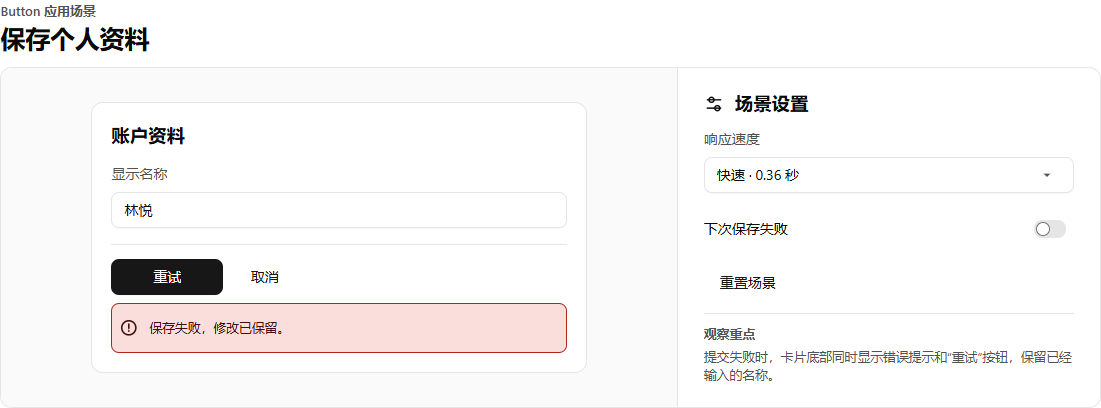 Button 应用场景
保存个人资料
账户资料
显示名称
林悦
重试
取消
保存失败，修改已保留。
场景设置
响应速度
快速 · 0.36 秒
下次保存失败
重置场景
观察重点
提交失败时，卡片底部同时显示错误提示和“重试”按钮，保留已经
输入的名称。